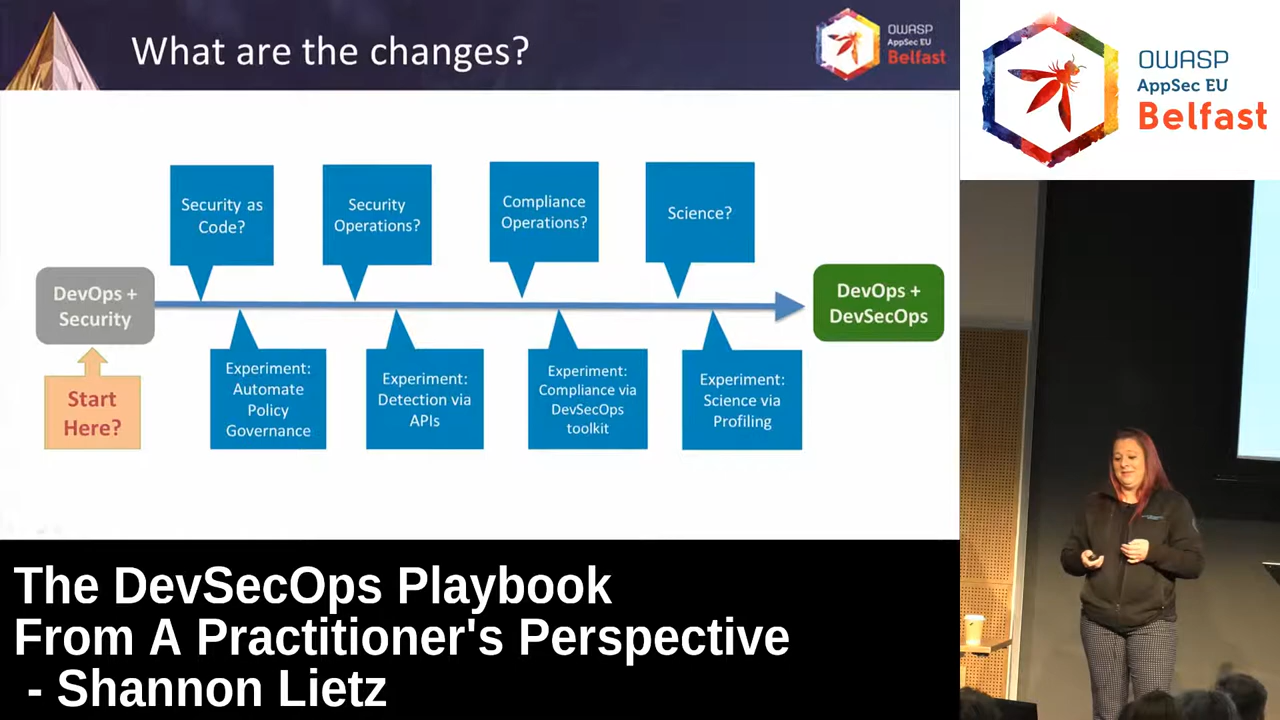 What are the changes?
OWASP
AppSec EU
Belfast
OWASP
AppSec EU
Belfast
Security as
Code?
Security
Operations?
Compliance
Operations?
Science?
DevOps +
Security
DevOps +
DevSecOps
Start
Here?
Experiment:
Automate
Policy
Governance
Experiment:
Detection via
APIs
Experiment:
Compliance via
DevSecOps
toolkit
Experiment:
Science via
Profiling
The DevSecOps Playbook
From A Practitioner's Perspective
- Shannon Lietz